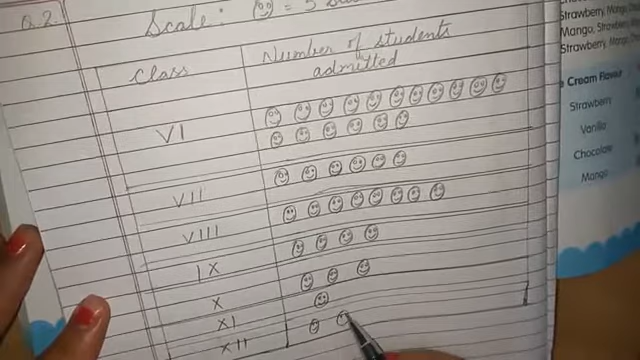 Q.2.
Scale: = 5
Class
Number of students
admitted
VI
VII
VIII
IX
X
XI
XII
Strawberry, Mango
Mango, Strawberry
Strawberry, Mango
Cream Flavour
Strawberry
Vanilla
Chocolate
Mango